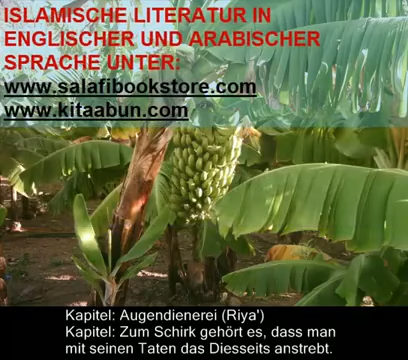 ISLAMISCHE LITERATUR IN
ENGLISCHER UND ARABISCHER
SPRACHE UNTER:
www.salafibookstore.com
www.kitaabun.com
Kapitel: Augendienerei (Riya')
Kapitel: Zum Schirk gehört es, dass man
mit seinen Taten das Diesseits anstrebt.